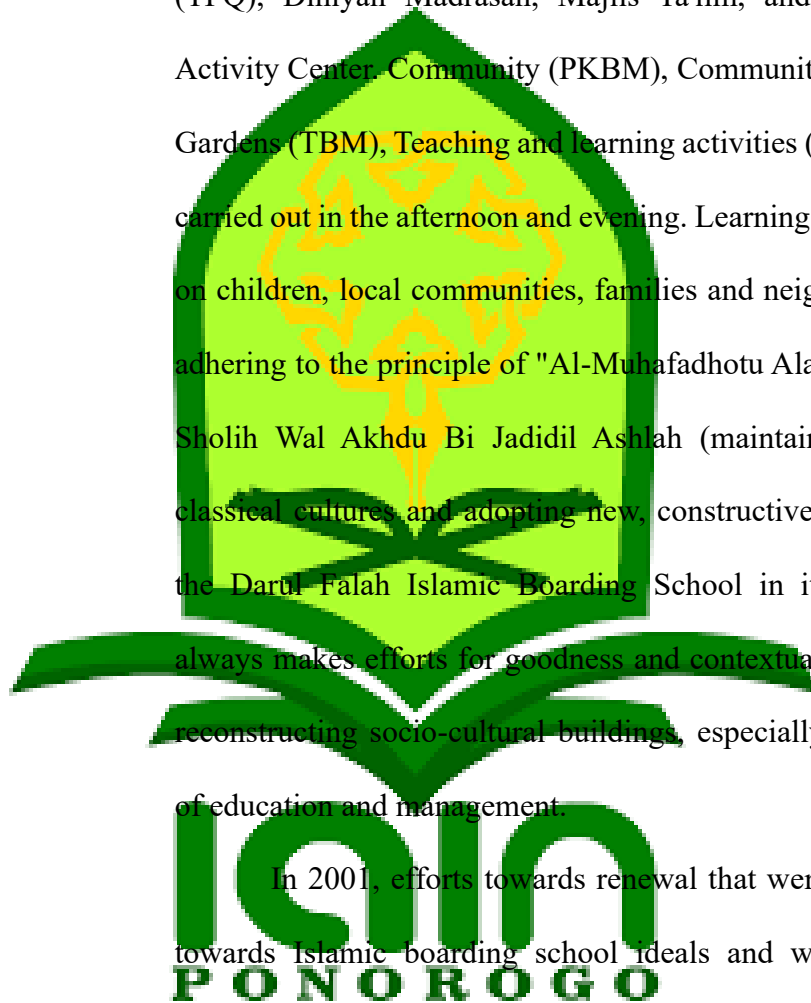 (TPQ), Diniyah Madrasah, Majlis Ta'lim, and
Activity Center. Community (PKBM), Communit
Gardens (TBM), Teaching and learning activities (
carried out in the afternoon and evening. Learning
on children, local communities, families and neig
adhering to the principle of "Al-Muhafadhotu Ala
Sholih Wal Akhdu Bi Jadidil Ashlah (maintain
classical cultures and adopting new, constructive
the Darul Falah Islamic Boarding School in it
always makes efforts for goodness and contextua
reconstructing socio-cultural buildings, especially
of education and management.
In 2001, efforts towards renewal that wer
towards Islamic boarding school ideals and w
iain
PONOROGO